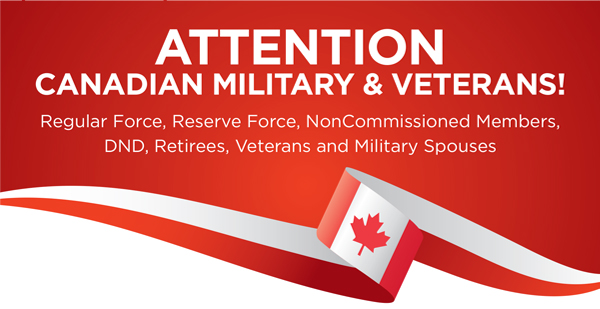 ATTENTION
CANADIAN MILITARY & VETERANS!
Regular Force, Reserve Force, NonCommissioned Members,
DND, Retirees, Veterans and Military Spouses